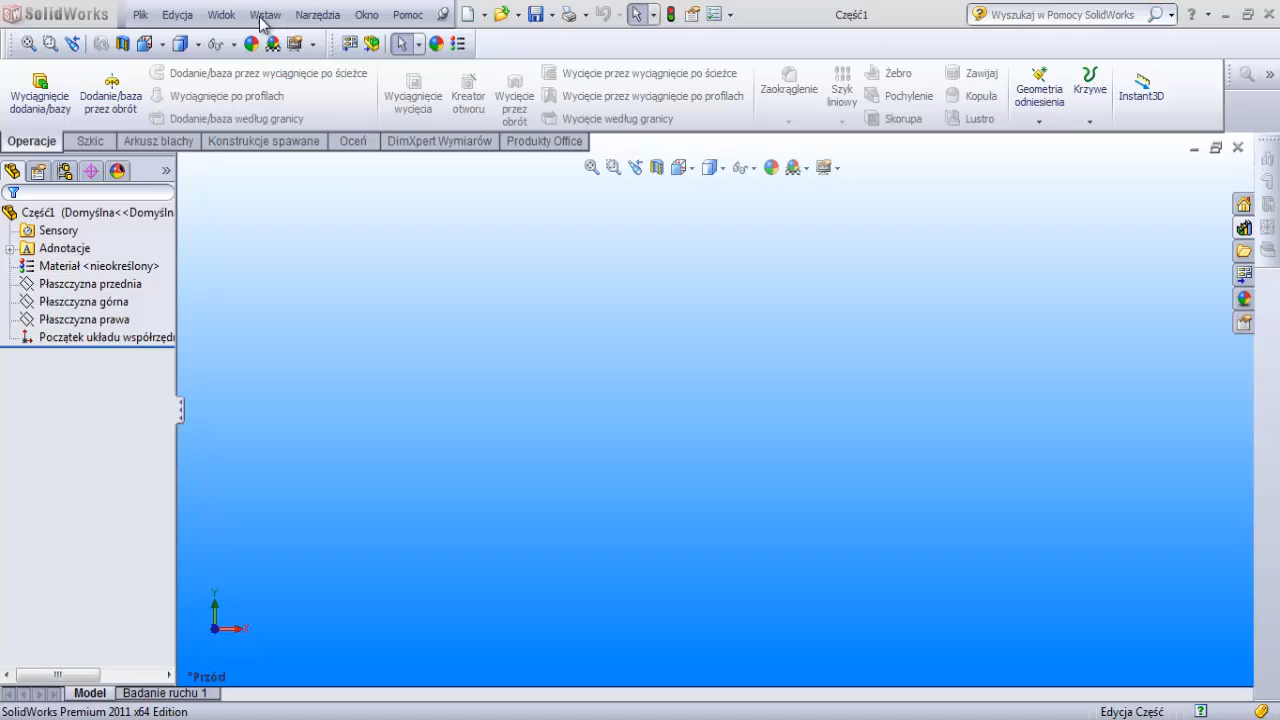 SolidWorks Plik Edycja Widok Wstaw Narzędzia Okno Pomoc Część1 Wyszukaj w Pomocy SolidWorks
Wyciągnięcie dodania/bazy
Dodanie/baza przez obrót
Dodanie/baza przez wyciągnięcie po ścieżce
Wyciągnięcie po profilach
Dodanie/baza według granicy
Wyciągnięcie wycięcia
Kreator otworu
Wycięcie przez obrót
Wycięcie przez wyciągnięcie po ścieżce
Wycięcie przez wyciągnięcie po profilach
Wycięcie według granicy
Zaokrąglenie
Szyk liniowy
Żebro
Pochylenie
Skorupa
Zawijaj
Kopuła
Lustro
Geometria odniesienia
Krzywe
Instant3D
Operacje Szkic Arkusz blachy Konstrukcje spawane Oceń DimXpert Wymiarów Produkty Office
Część1 (Domyślna<<Domyśln
Sensory
Adnotacje
Materiał <nieokreślony>
Płaszczyzna przednia
Płaszczyzna górna
Płaszczyzna prawa
Początek układu współrzęd
Y
X
*Przód
Model Badanie ruchu 1
SolidWorks Premium 2011 x64 Edition Edycja Część